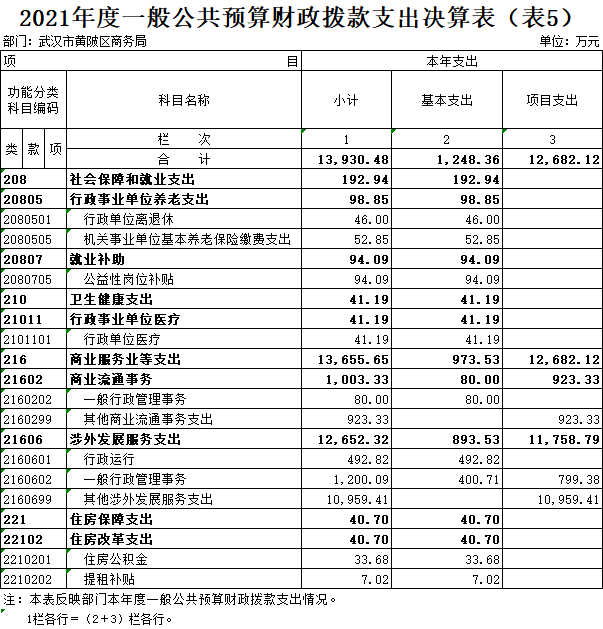 2021年度一般公共预算财政拨款支出决算表（表5）
部门：武汉市黄陂区商务局 单位：万元
项 目 本年支出
功能分类科目编码 科目名称 小计 基本支出 项目支出
类 款 项 栏 次 1 2 3
合 计 13,930.48 1,248.36 12,682.12
208 社会保障和就业支出 192.94 192.94
20805 行政事业单位养老支出 98.85 98.85
2080501 行政单位离退休 46.00 46.00
2080505 机关事业单位基本养老保险缴费支出 52.85 52.85
20807 就业补助 94.09 94.09
2080705 公益性岗位补贴 94.09 94.09
210 卫生健康支出 41.19 41.19
21011 行政事业单位医疗 41.19 41.19
2101101 行政单位医疗 41.19 41.19
216 商业服务业等支出 13,655.65 973.53 12,682.12
21602 商业流通事务 1,003.33 80.00 923.33
2160202 一般行政管理事务 80.00 80.00
2160299 其他商业流通事务支出 923.33 923.33
21606 涉外发展服务支出 12,652.32 893.53 11,758.79
2160601 行政运行 492.82 492.82
2160602 一般行政管理事务 1,200.09 400.71 799.38
2160699 其他涉外发展服务支出 10,959.41 10,959.41
221 住房保障支出 40.70 40.70
22102 住房改革支出 40.70 40.70
2210201 住房公积金 33.68 33.68
2210202 提租补贴 7.02 7.02
注：本表反映部门本年度一般公共预算财政拨款支出情况。
1栏各行＝（2＋3）栏各行。